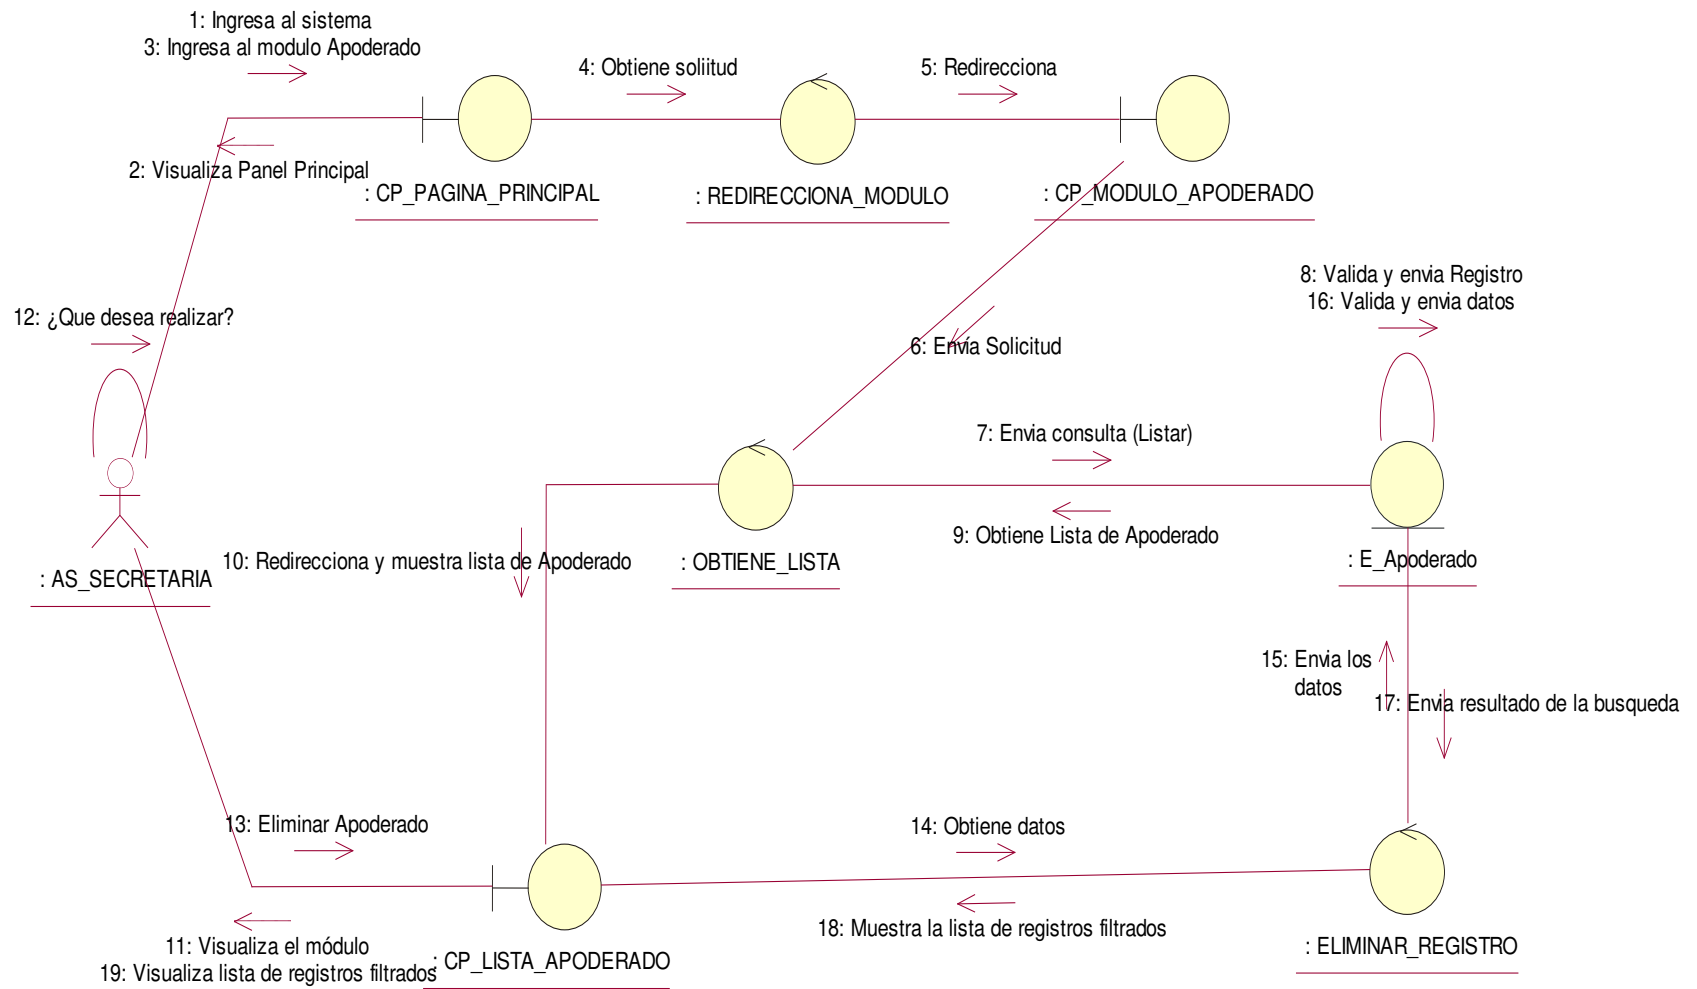 1: Ingresa al sistema
3: Ingresa al modulo Apoderado
4: Obtiene soliitud
5: Redirecciona
2: Visualiza Panel Principal
: CP_PAGINA_PRINCIPAL
: REDIRECCIONA_MODULO
: CP_MODULO_APODERADO
8: Valida y envia Registro
16: Valida y envia datos
12: ¿Que desea realizar?
6: Envía Solicitud
7: Envia consulta (Listar)
9: Obtiene Lista de Apoderado
10: Redirecciona y muestra lista de Apoderado
: OBTIENE_LISTA
: E_Apoderado
: AS_SECRETARIA
15: Envia los
datos
17: Envia resultado de la busqueda
13: Eliminar Apoderado
14: Obtiene datos
18: Muestra la lista de registros filtrados
11: Visualiza el módulo
19: Visualiza lista de registros filtrados
: CP_LISTA_APODERADO
: ELIMINAR_REGISTRO